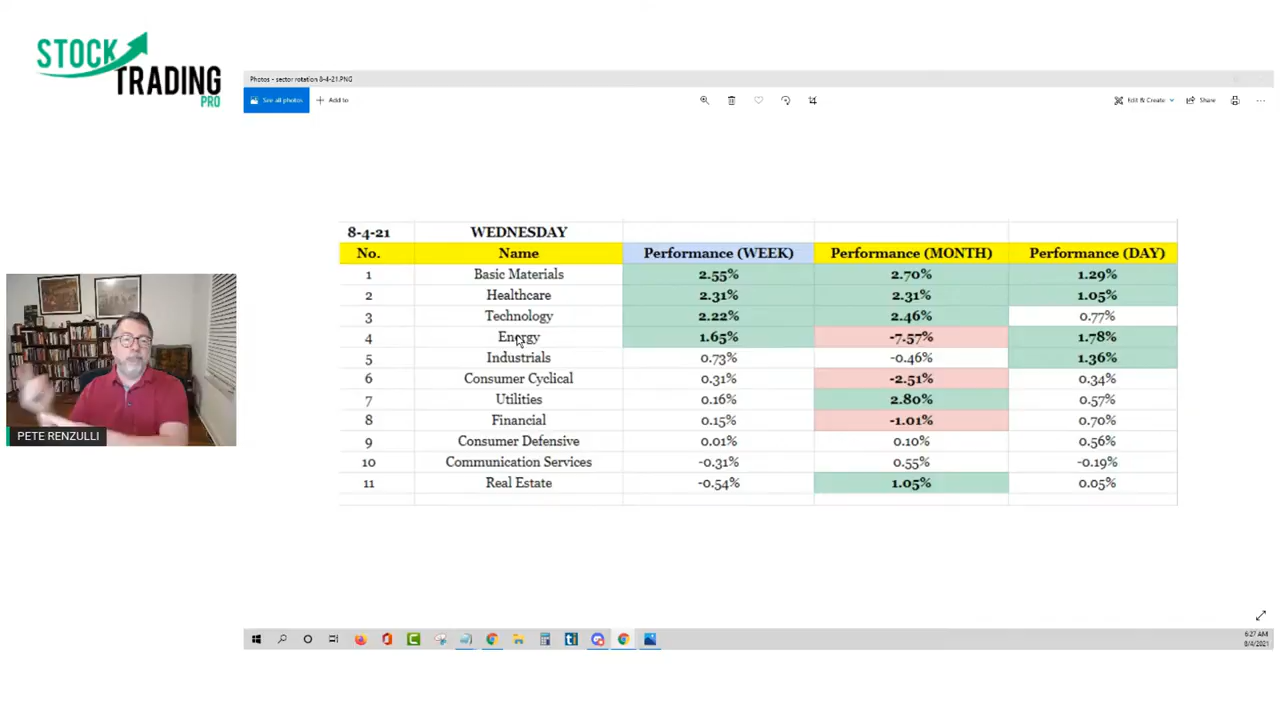 STOCK
TRADING
PRO
Photos - sector rotation 8-4-21.PNG
See all photos + Add to Edit & Create Share
8-4-21 WEDNESDAY
No. Name Performance (WEEK) Performance (MONTH) Performance (DAY)
1 Basic Materials 2.55% 2.70% 1.29%
2 Healthcare 2.31% 2.31% 1.05%
3 Technology 2.22% 2.46% 0.77%
4 Energy 1.65% -7.57% 1.78%
5 Industrials 0.73% -0.46% 1.36%
6 Consumer Cyclical 0.31% -2.51% 0.34%
7 Utilities 0.16% 2.80% 0.57%
8 Financial 0.15% -1.01% 0.70%
9 Consumer Defensive 0.01% 0.10% 0.56%
10 Communication Services -0.31% 0.55% -0.19%
11 Real Estate -0.54% 1.05% 0.05%
PETE RENZULLI
6:27 AM
8/4/2021